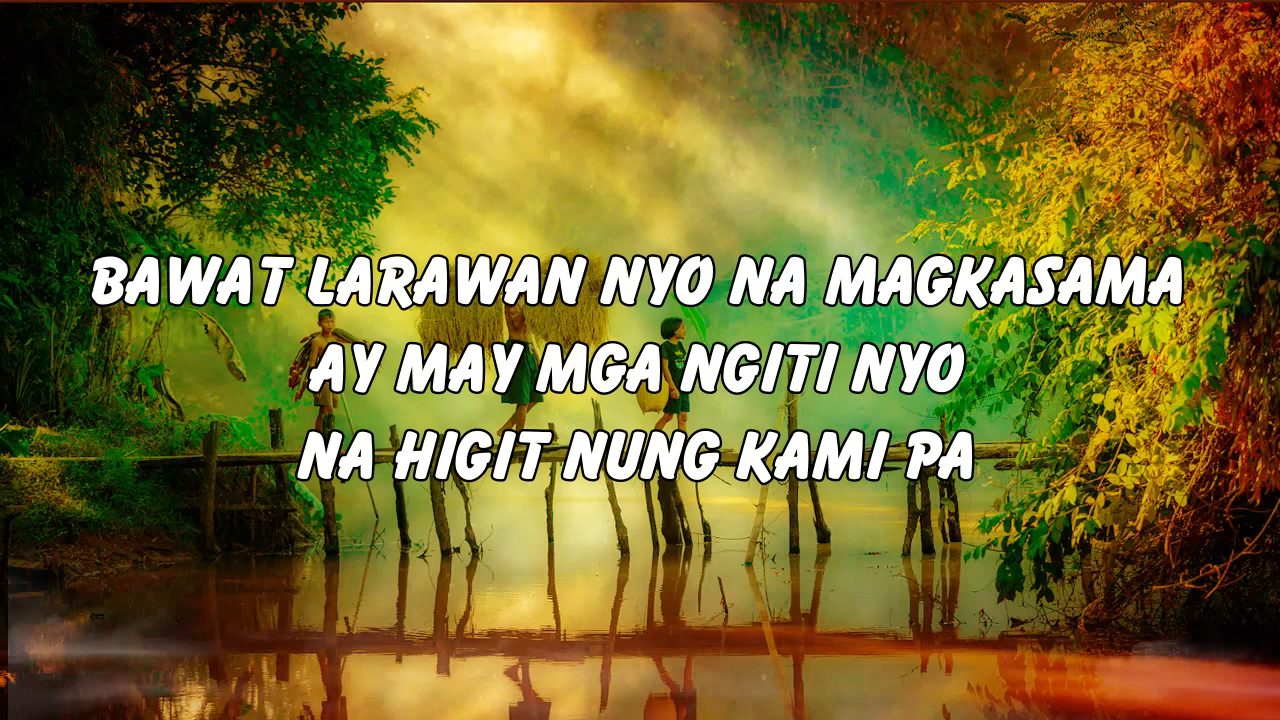 BAWAT LARAWAN NYO NA MAGKASAMA
AY MAY MGA NGITI NYO
NA HIGIT NUNG KAMI PA